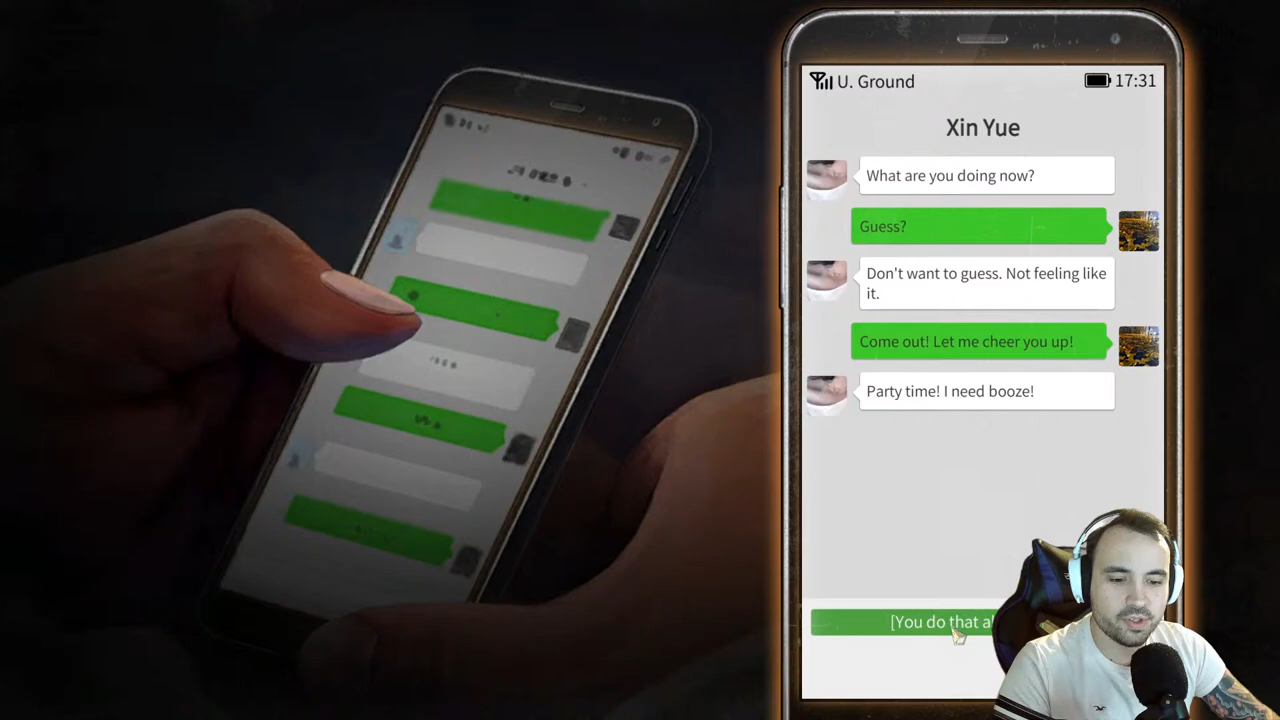 U. Ground
17:31
Xin Yue
What are you doing now?
Guess?
Don't want to guess. Not feeling like
it.
Come out! Let me cheer you up!
Party time! I need booze!
[You do that